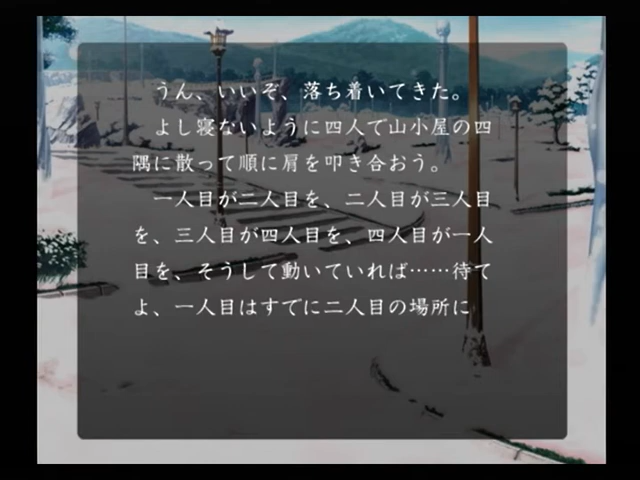 うん、いいぞ、落ち着いてきた。
よし寝ないように四人で山小屋の四
隅に散って順に肩を叩き合おう。
一人目が二人目を、二人目が三人目
を、三人目が四人目を、四人目が一人
目を、そうして動いていれば……待て
よ、一人目はすでに二人目の場所に